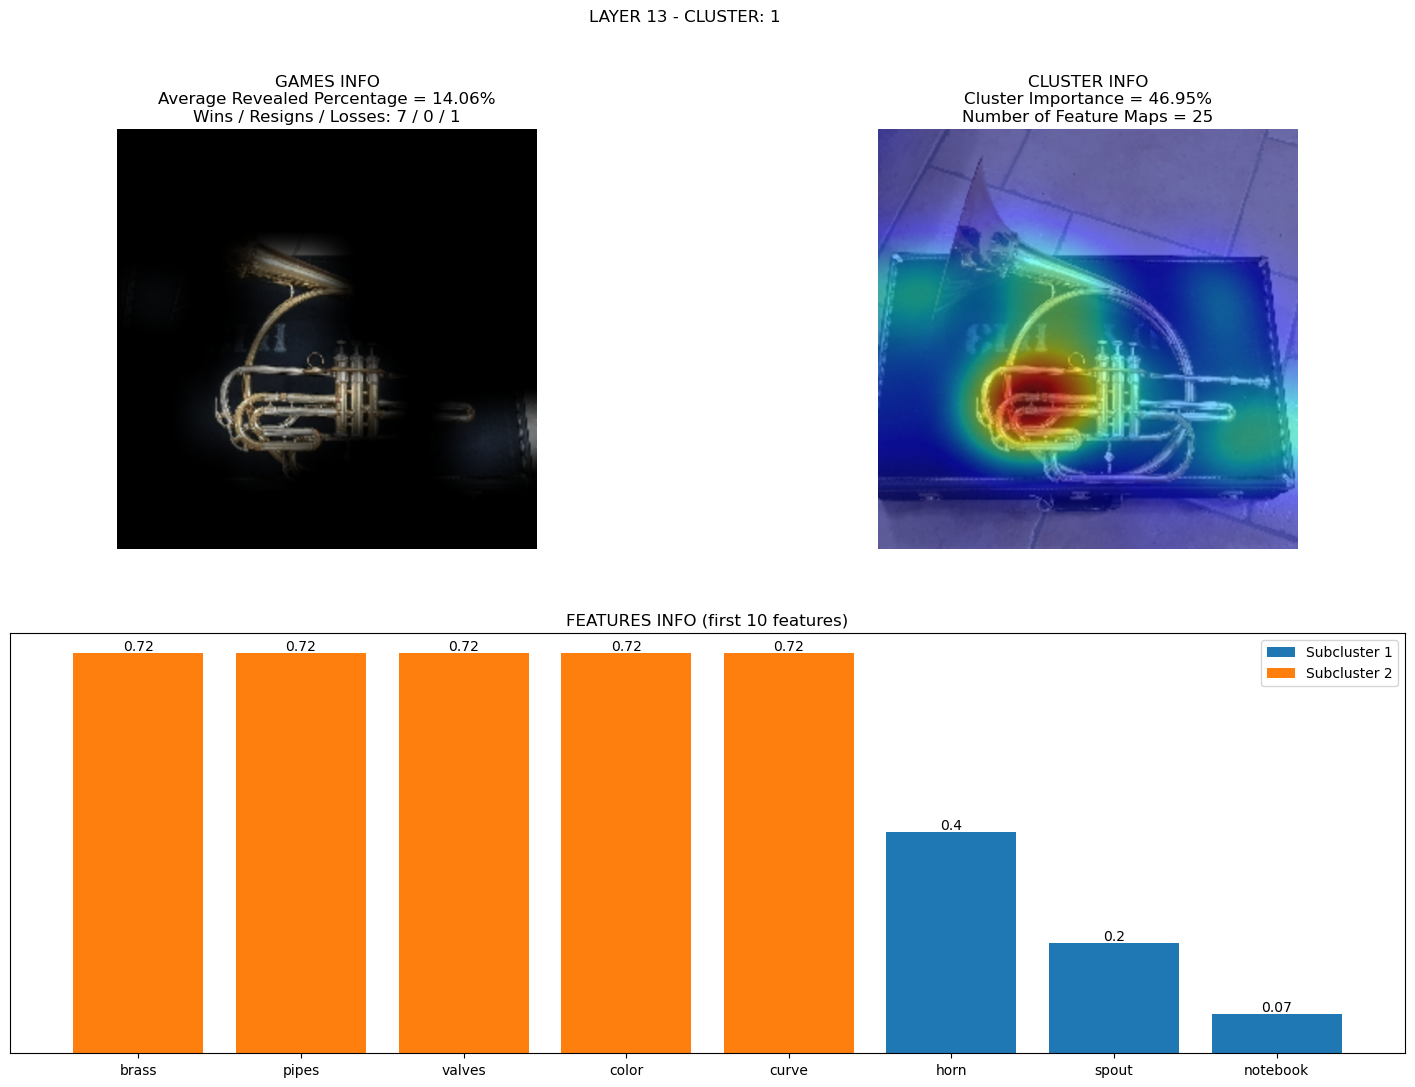 LAYER 13 - CLUSTER: 1
GAMES INFO
Average Revealed Percentage = 14.06%
Wins / Resigns / Losses: 7 / 0 / 1
CLUSTER INFO
Cluster Importance = 46.95%
Number of Feature Maps = 25
FEATURES INFO (first 10 features)
0.72
0.72
0.72
0.72
0.72
0.4
0.2
0.07
Subcluster 1
Subcluster 2
brass
pipes
valves
color
curve
horn
spout
notebook